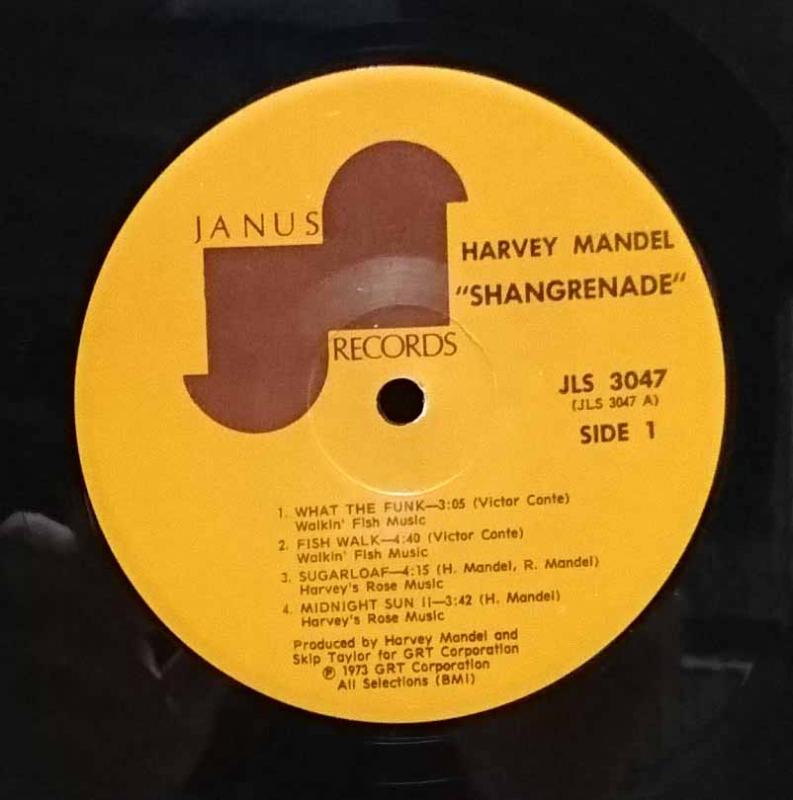 JANUS
RECORDS
HARVEY MANDEL
"SHANGRENADE"
JLS 3047
(JLS 3047 A)
SIDE 1
1. WHAT THE FUNK—3:05 (Victor Conte)
Walkin' Fish Music
2. FISH WALK—4:40 (Victor Conte)
Walkin' Fish Music
3. SUGARLOAF—4:15 (H. Mandel, R. Mandel)
Harvey's Rose Music
4. MIDNIGHT SUN II—3:42 (H. Mandel)
Harvey's Rose Music
Produced by Harvey Mandel and
Skip Taylor for GRT Corporation
℗ 1973 GRT Corporation
All Selections (BMI)